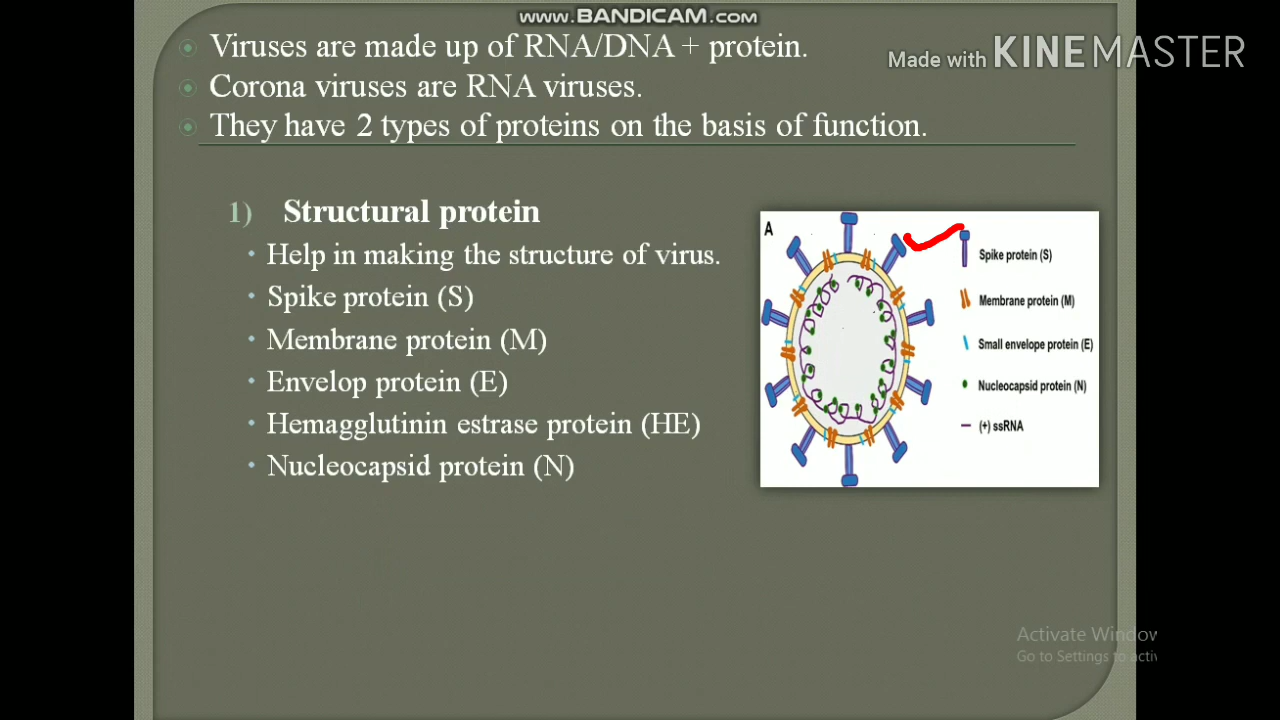 www.BANDICAM.com
Made with KINEMASTER
Viruses are made up of RNA/DNA + protein.
Corona viruses are RNA viruses.
They have 2 types of proteins on the basis of function.
1) Structural protein
Help in making the structure of virus.
Spike protein (S)
Membrane protein (M)
Envelop protein (E)
Hemagglutinin estrase protein (HE)
Nucleocapsid protein (N)
A
Spike protein (S)
Membrane protein (M)
Small envelope protein (E)
Nucleocapsid protein (N)
(+) ssRNA
Activate Window
Go to Settings to activ